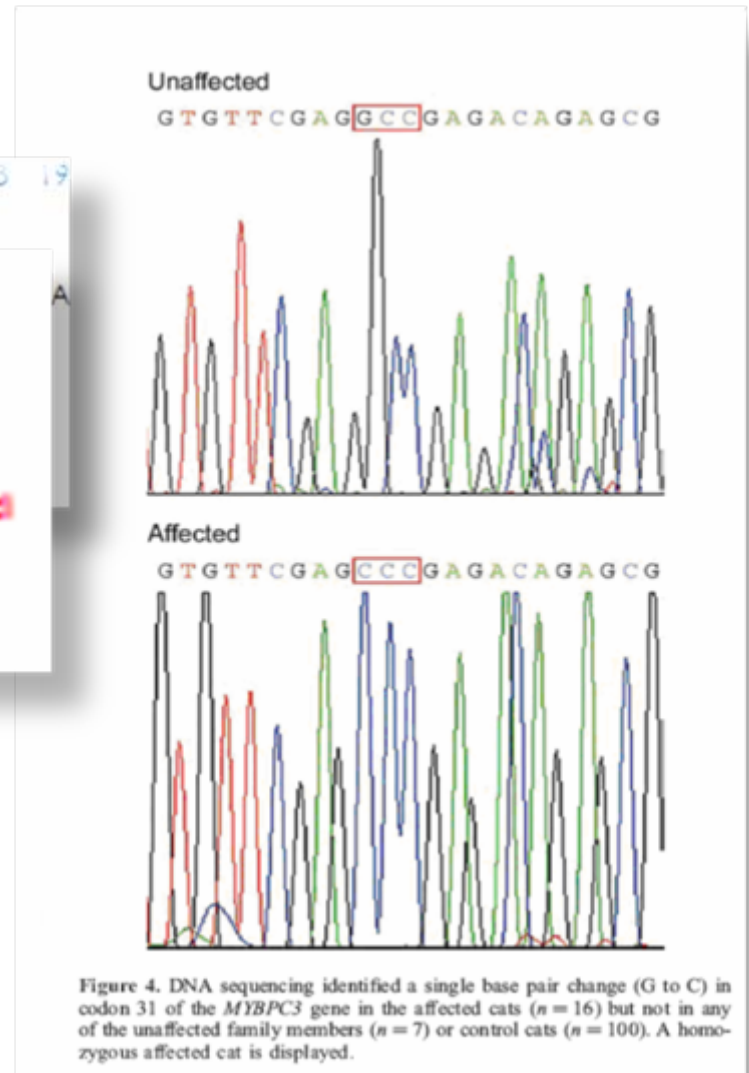 Unaffected
GTGTTCGAGGCCGAGACAGAGCG
19
A
Affected
GTGTTCGAGCCCGAGACAGAGCG
Figure 4. DNA sequencing identified a single base pair change (G to C) in
codon 31 of the MYBPC3 gene in the affected cats (n = 16) but not in any
of the unaffected family members (n = 7) or control cats (n = 100). A homo-
zygous affected cat is displayed.